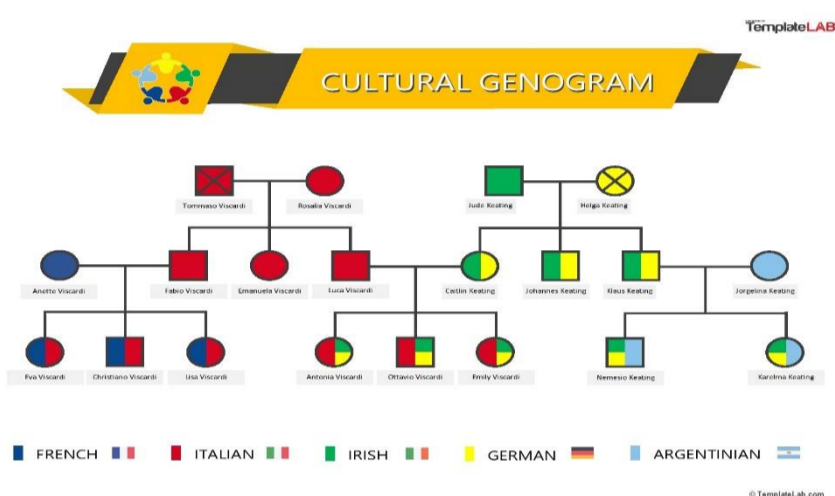 TemplateLAB
CULTURAL GENOGRAM
Tommaso Viscardi
Rosalia Viscardi
Jude Keating
Helga Keating
Anette Viscardi
Fabio Viscardi
Emanuela Viscardi
Luca Viscardi
Caitlin Keating
Johannes Keating
Klaus Keating
Jorgelina Keating
Eva Viscardi
Christiano Viscardi
Lisa Viscardi
Antonia Viscardi
Ottavio Viscardi
Emily Viscardi
Nemesio Keating
Karelma Keating
FRENCH
ITALIAN
IRISH
GERMAN
ARGENTINIAN
© TemplateLab.com